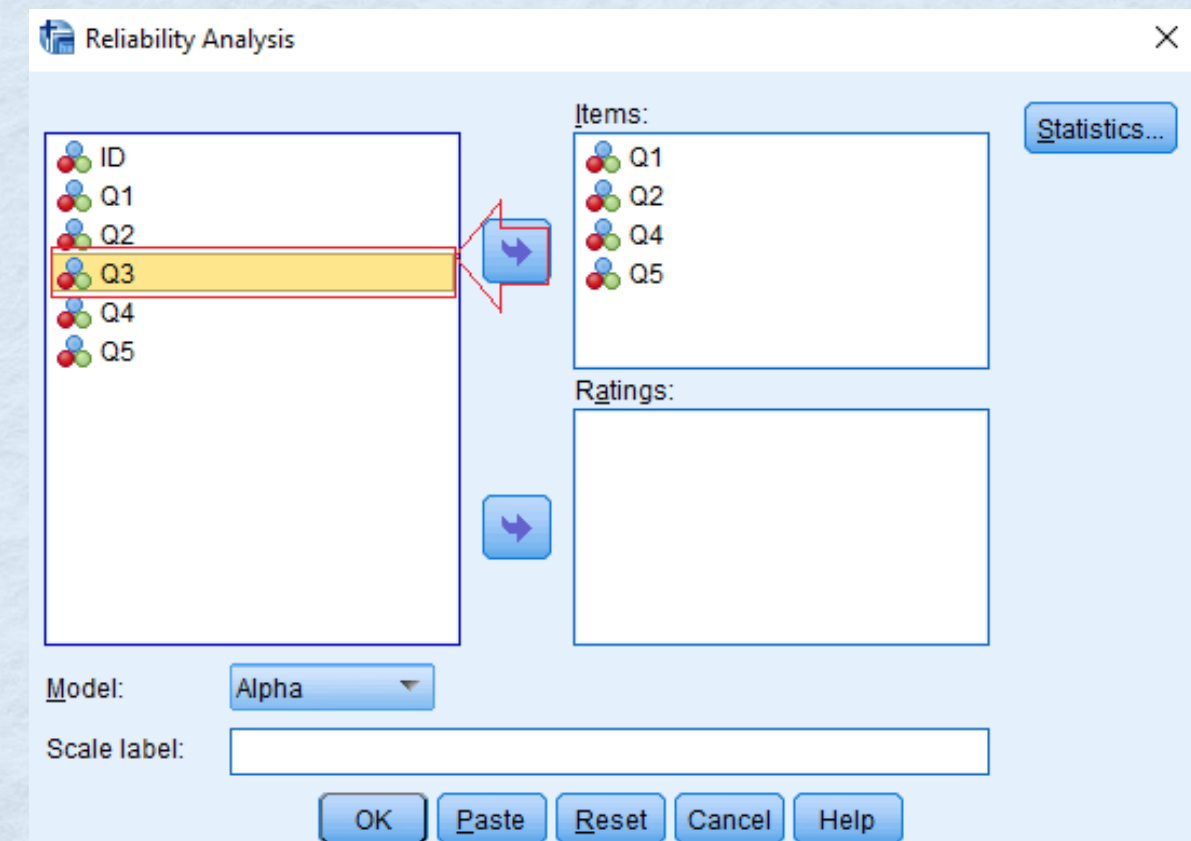 Reliability Analysis
ID
Q1
Q2
Q3
Q4
Q5
Items:
Q1
Q2
Q4
Q5
Statistics...
Ratings:
Model:
Alpha
Scale label:
OK Paste Reset Cancel Help